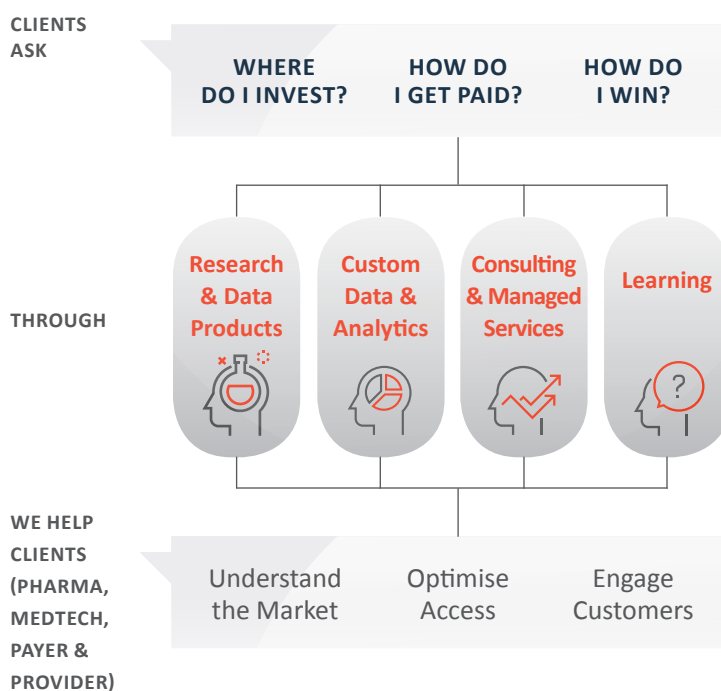 CLIENTS
ASK
WHERE
DO I INVEST?
HOW DO
I GET PAID?
HOW DO
I WIN?
THROUGH
Research
& Data
Products
Custom
Data &
Analytics
Consulting
& Managed
Services
Learning
?
WE HELP
CLIENTS
(PHARMA,
MEDTECH,
PAYER &
PROVIDER)
Understand
the Market
Optimise
Access
Engage
Customers